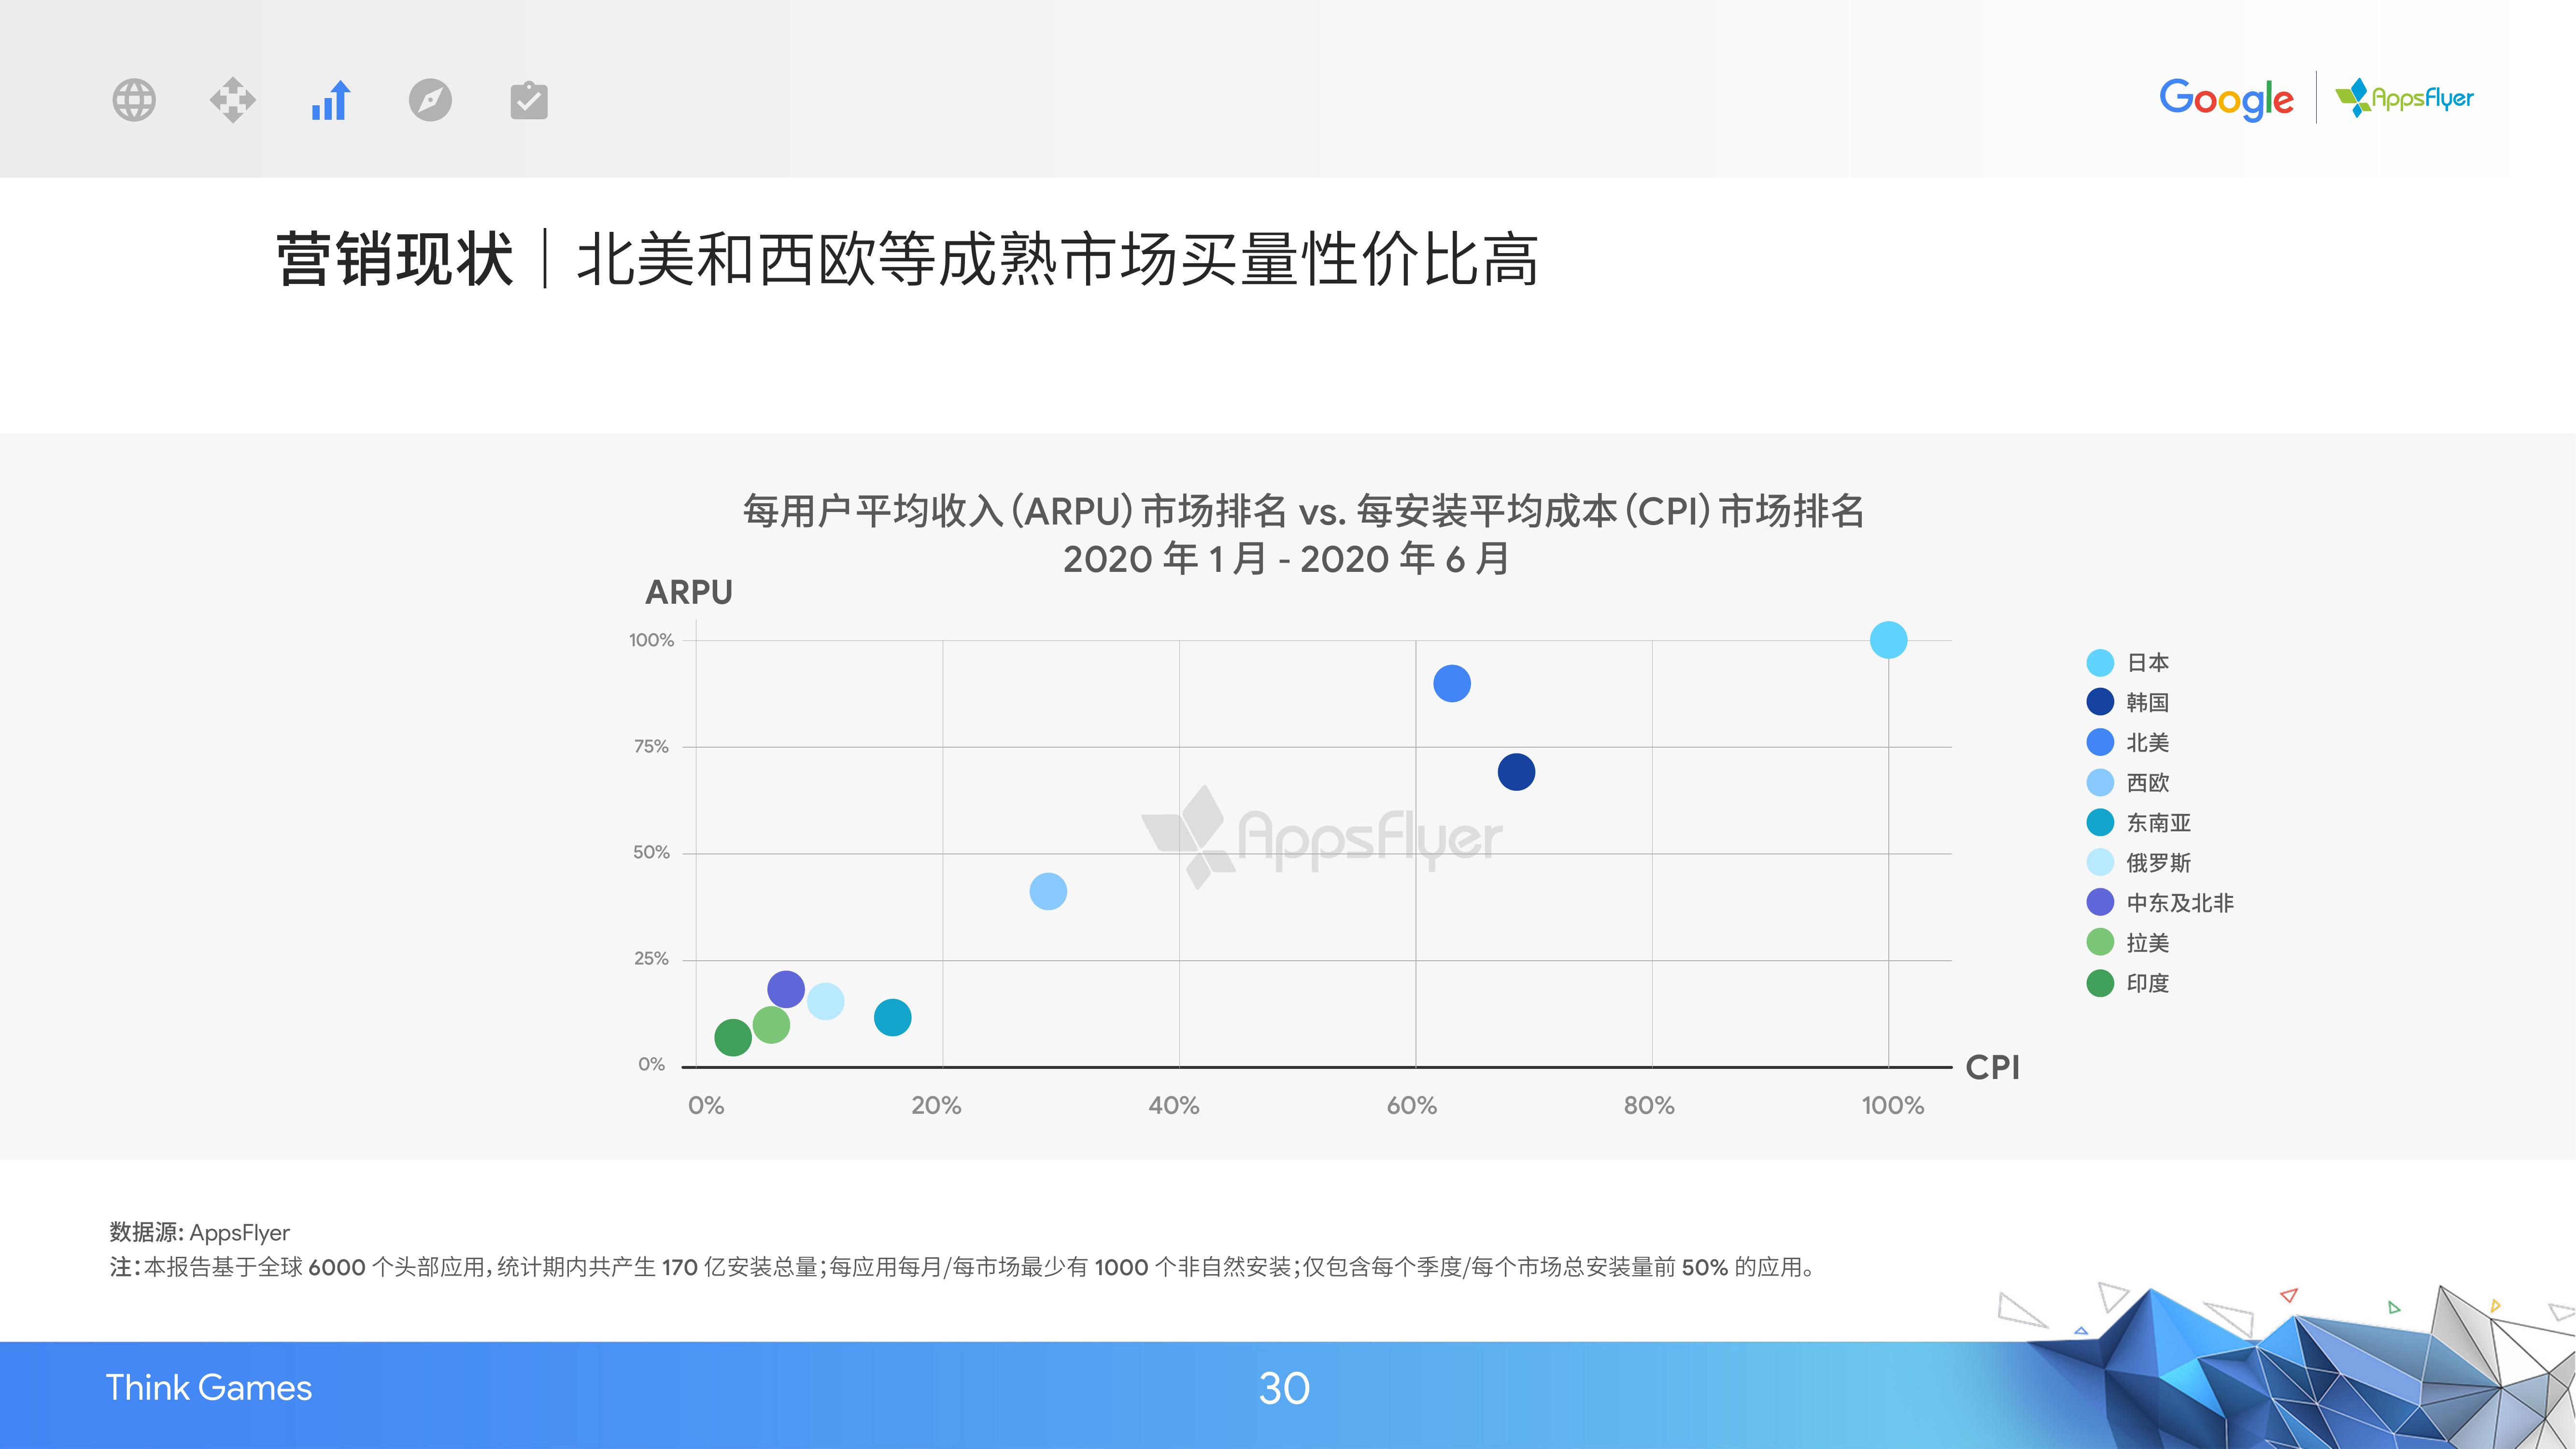 Google
AppsFlyer
营销现状｜北美和西欧等成熟市场买量性价比高
每用户平均收入（ARPU）市场排名 vs. 每安装平均成本（CPI）市场排名
2020 年 1 月 - 2020 年 6 月
ARPU
100%
75%
50%
25%
0%
AppsFlyer
CPI
0% 20% 40% 60% 80% 100%
日本
韩国
北美
西欧
东南亚
俄罗斯
中东及北非
拉美
印度
数据源: AppsFlyer
注：本报告基于全球 6000 个头部应用，统计期内共产生 170 亿安装总量；每应用每月/每市场最少有 1000 个非自然安装；仅包含每个季度/每个市场总安装量前 50% 的应用。
Think Games
30